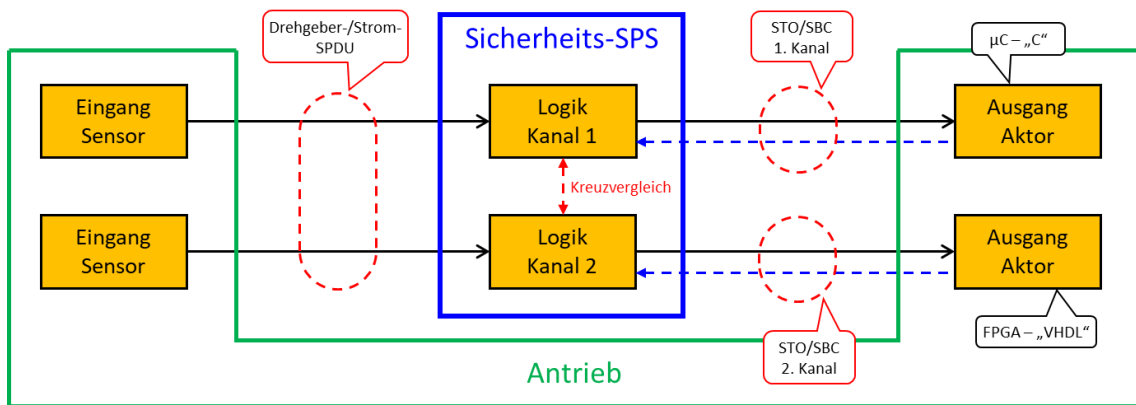 Drehgeber-/Strom-
SPDU
Sicherheits-SPS
STO/SBC
1. Kanal
µC – „C“
Eingang
Sensor
Logik
Kanal 1
Ausgang
Aktor
Kreuzvergleich
Eingang
Sensor
Logik
Kanal 2
Ausgang
Aktor
STO/SBC
2. Kanal
FPGA – „VHDL“
Antrieb